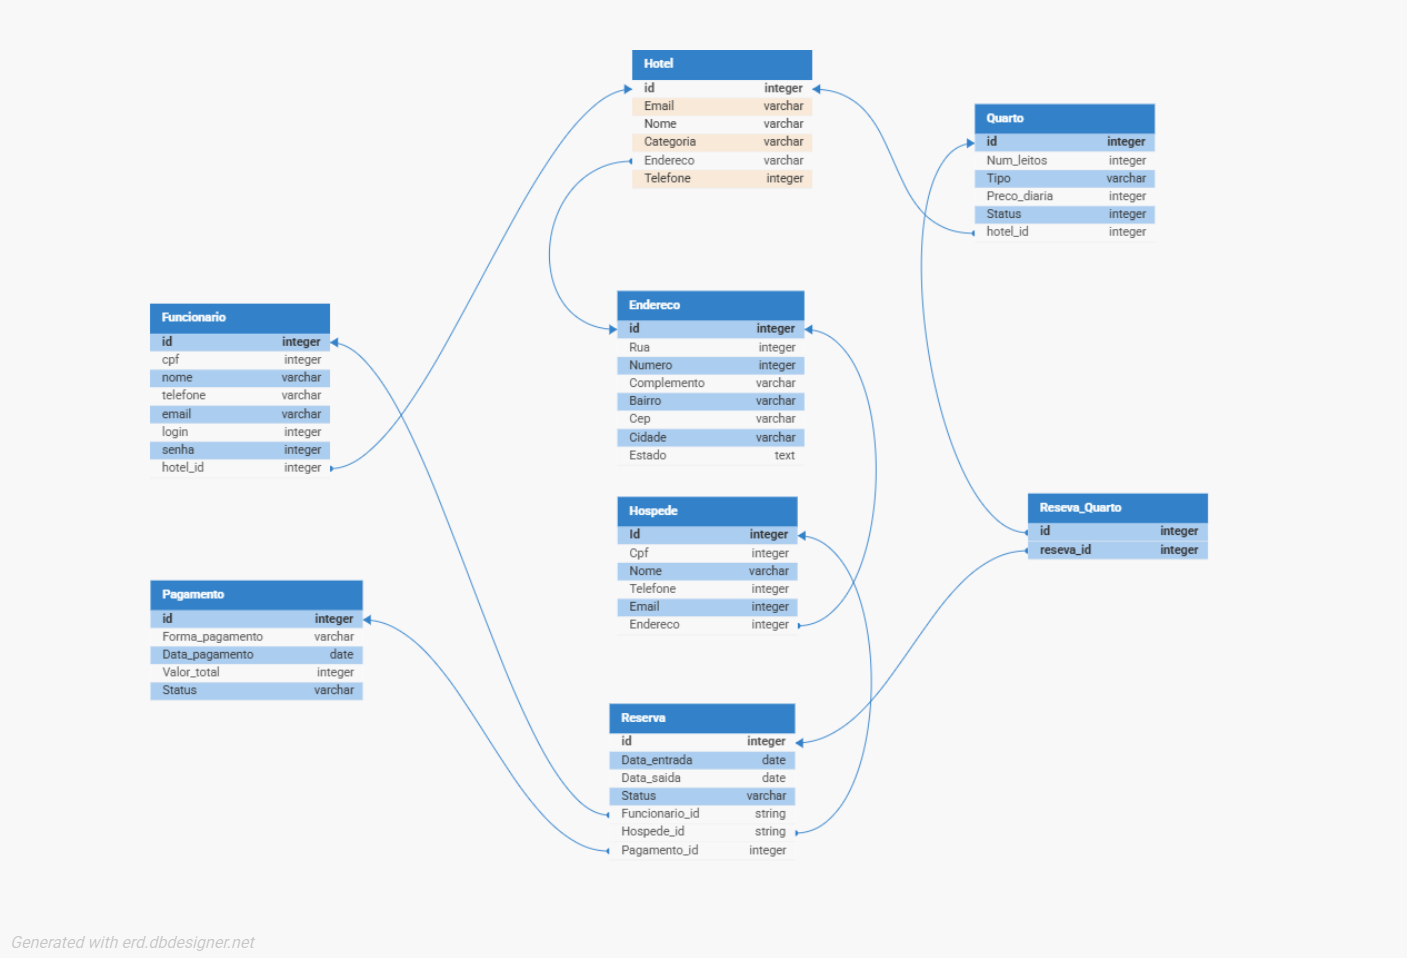 Hotel
id integer
Email varchar
Nome varchar
Categoria varchar
Endereco varchar
Telefone integer
Quarto
id integer
Num_leitos integer
Tipo varchar
Preco_diaria integer
Status integer
hotel_id integer
Funcionario
id integer
cpf integer
nome varchar
telefone varchar
email varchar
login integer
senha integer
hotel_id integer
Endereco
id integer
Rua integer
Numero integer
Complemento varchar
Bairro varchar
Cep varchar
Cidade varchar
Estado text
Hospede
Id integer
Cpf integer
Nome varchar
Telefone integer
Email integer
Endereco integer
Reseva_Quarto
id integer
reseva_id integer
Pagamento
id integer
Forma_pagamento varchar
Data_pagamento date
Valor_total integer
Status varchar
Reserva
id integer
Data_entrada date
Data_saida date
Status varchar
Funcionario_id string
Hospede_id string
Pagamento_id integer
Generated with erd.dbdesigner.net